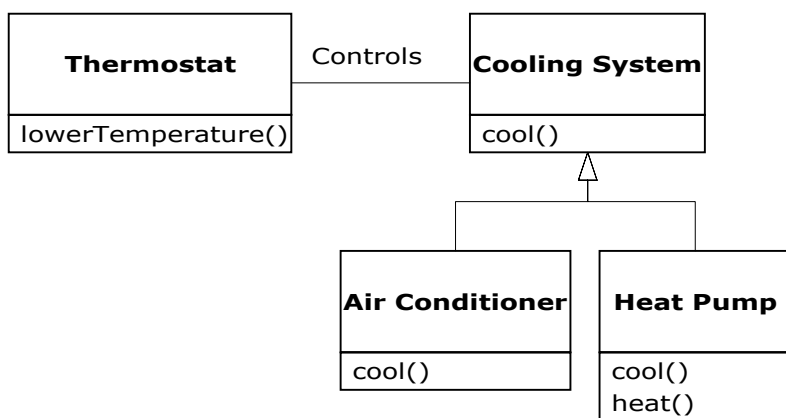 Thermostat
lowerTemperature()
Controls
Cooling System
cool()
Air Conditioner
cool()
Heat Pump
cool()
heat()